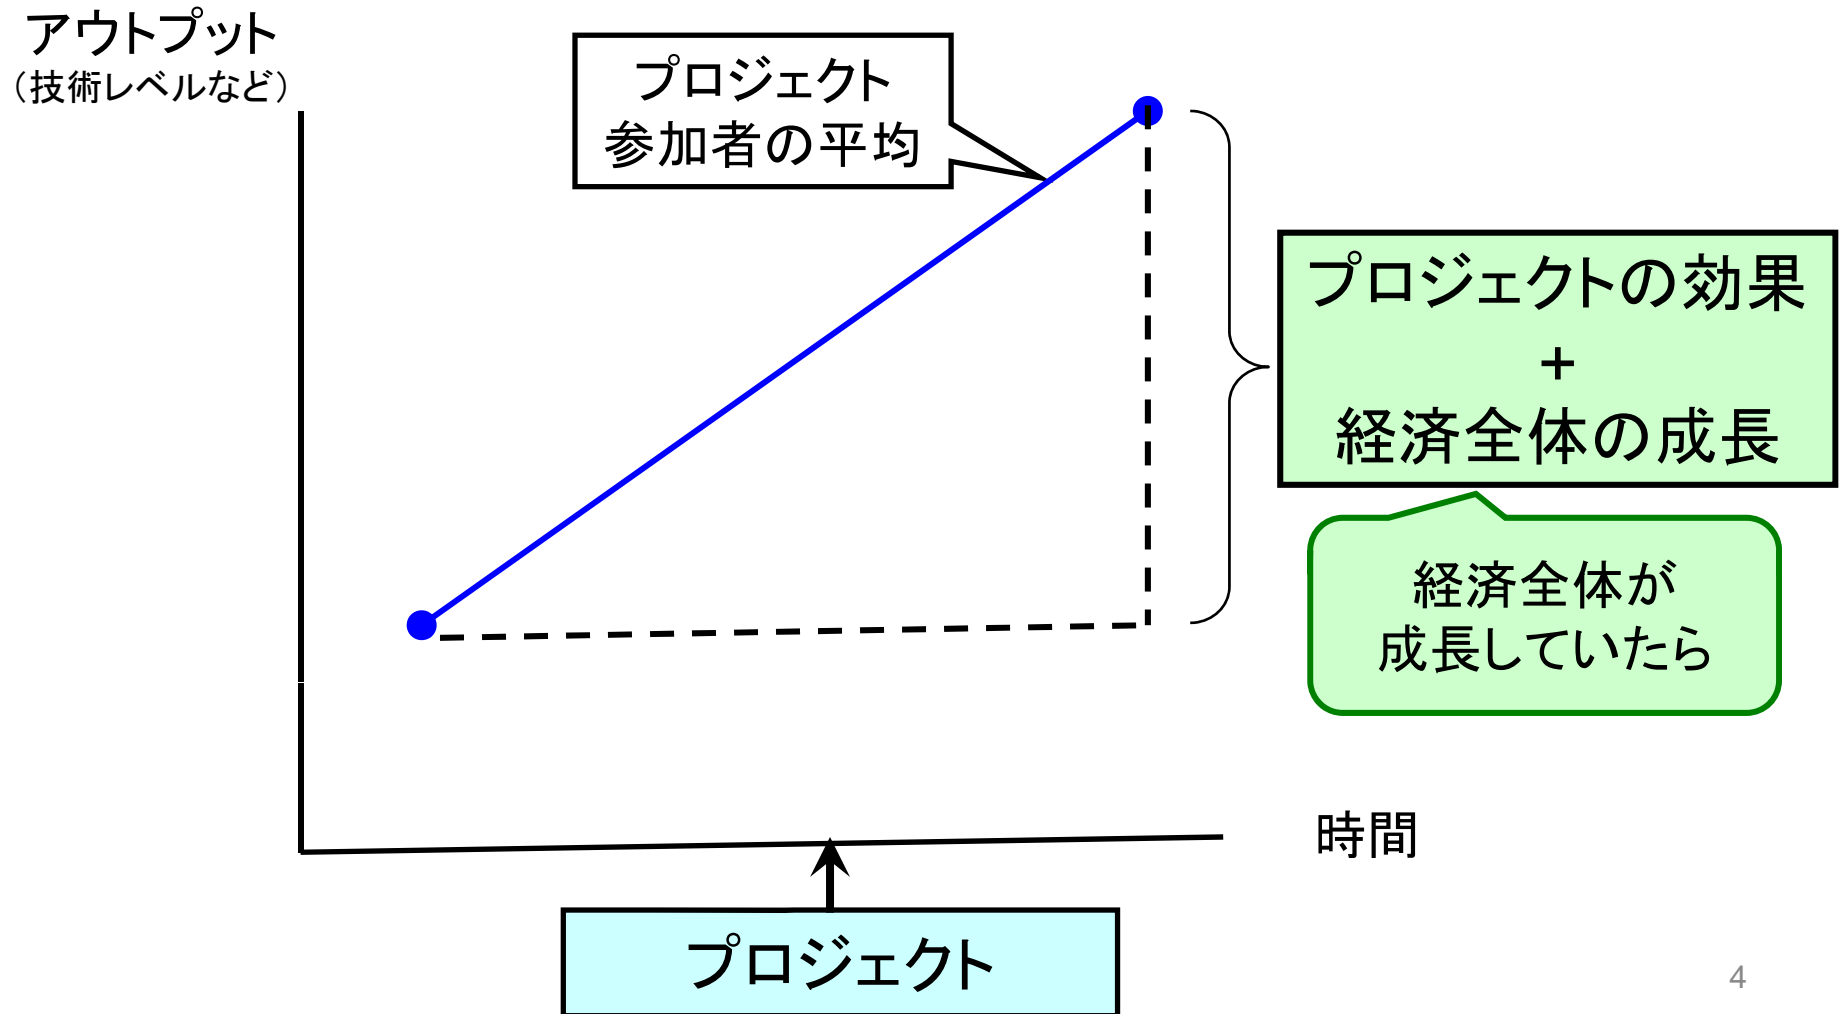 アウトプット
（技術レベルなど）
プロジェクト
参加者の平均
プロジェクトの効果
+
経済全体の成長
経済全体が
成長していたら
時間
プロジェクト
4